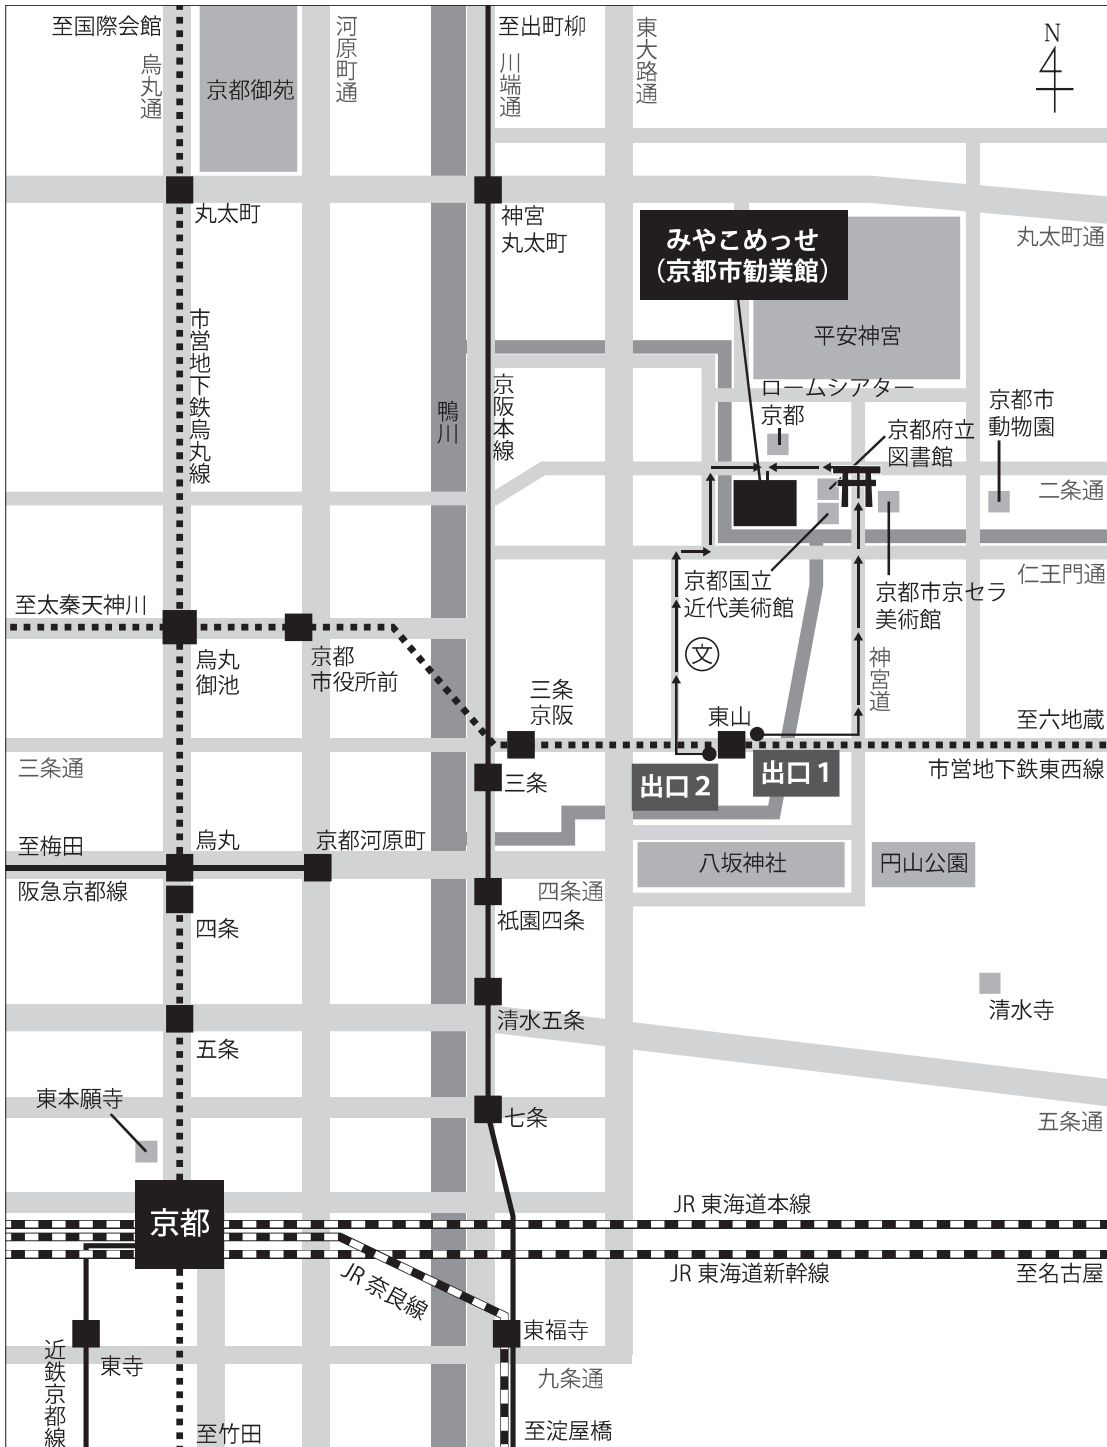 至国際会館
烏丸通
京都御苑
河原町通
至出町柳
川端通
東大路通
N
丸太町
神宮
丸太町
みやこめっせ
（京都市勧業館）
丸太町通
平安神宮
市営地下鉄烏丸線
京阪本線
鴨川
ロームシアター
京都
京都府立
図書館
京都市
動物園
二条通
京都国立
近代美術館
京都市京セラ
美術館
仁王門通
至太秦天神川
烏丸
御池
京都
市役所前
文
神宮道
三条
京阪
東山
至六地蔵
三条通
三条
出口2
出口1
市営地下鉄東西線
至梅田
烏丸
京都河原町
阪急京都線
四条
四条通
祇園四条
八坂神社
円山公園
清水五条
清水寺
五条
東本願寺
七条
五条通
京都
JR 東海道本線
JR 東海道新幹線
至名古屋
JR 奈良線
東福寺
近鉄京都線
東寺
九条通
至竹田
至淀屋橋